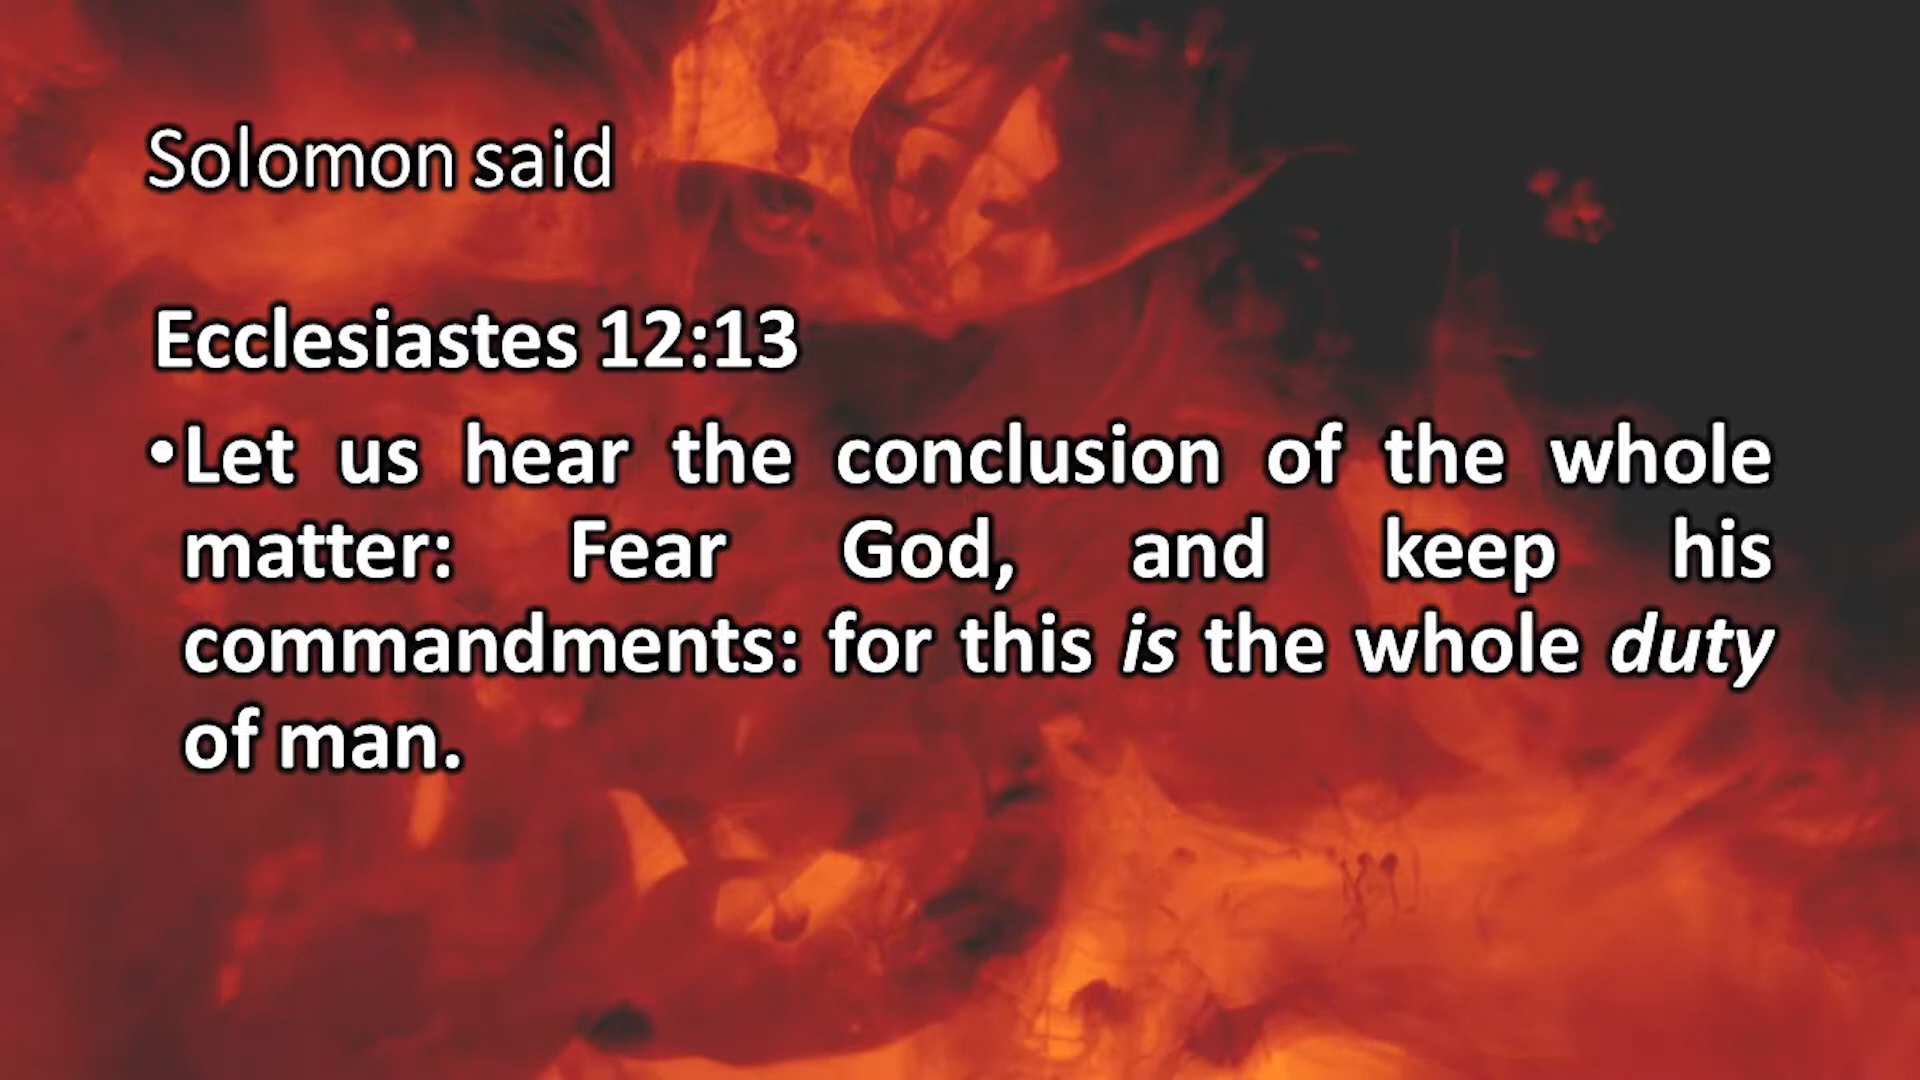 Solomon said
Ecclesiastes 12:13
•Let us hear the conclusion of the whole
matter: Fear God, and keep his
commandments: for this is the whole duty
of man.